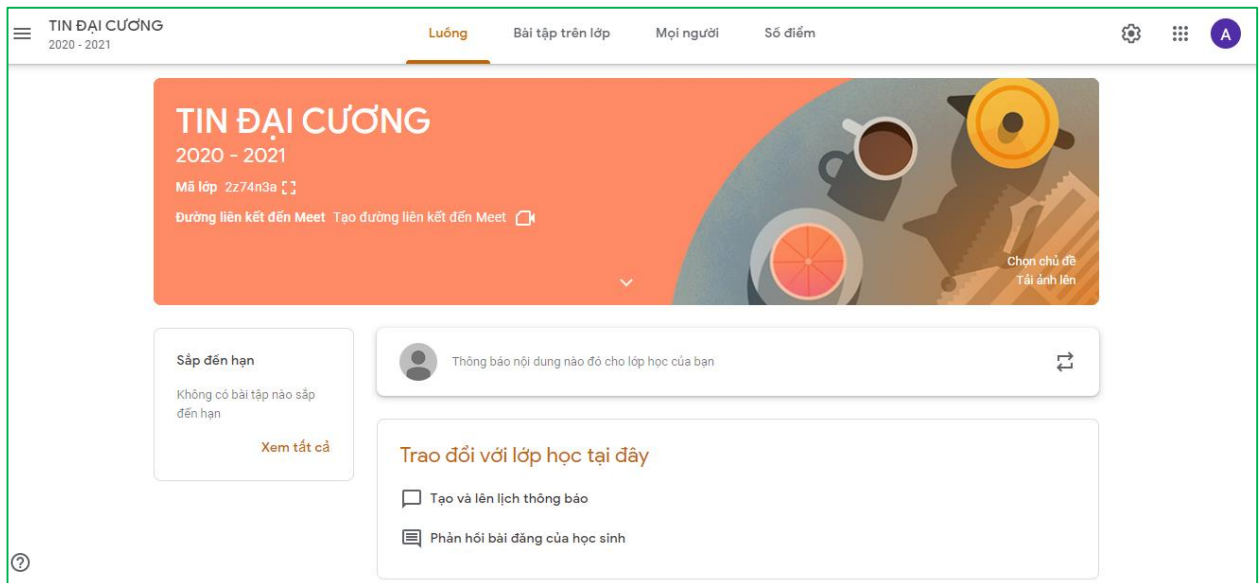 TIN ĐẠI CƯƠNG
2020 - 2021
Luồng
Bài tập trên lớp
Mọi người
Số điểm
A
TIN ĐẠI CƯƠNG
2020 - 2021
Mã lớp 2z74n3a
Đường liên kết đến Meet Tạo đường liên kết đến Meet
Chọn chủ đề
Tải ảnh lên
Sắp đến hạn
Không có bài tập nào sắp
đến hạn
Xem tất cả
Thông báo nội dung nào đó cho lớp học của bạn
Trao đổi với lớp học tại đây
Tạo và lên lịch thông báo
Phản hồi bài đăng của học sinh